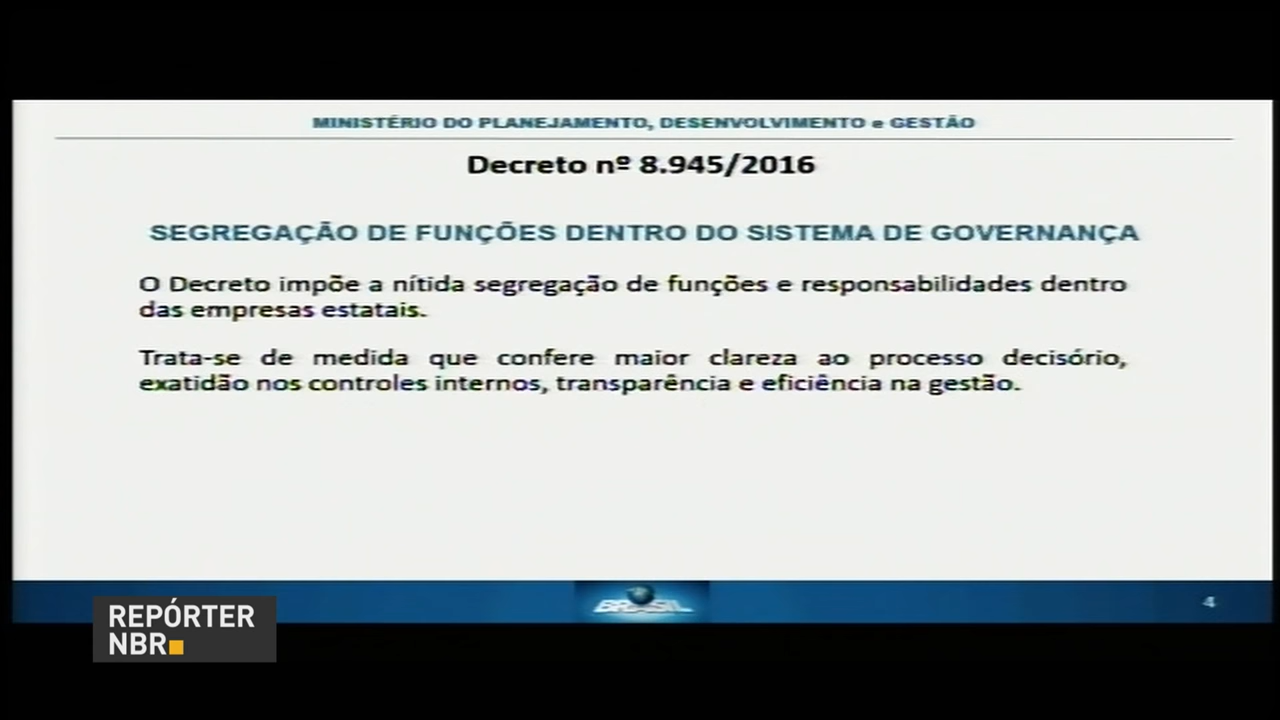 MINISTÉRIO DO PLANEJAMENTO, DESENVOLVIMENTO e GESTÃO
Decreto nº 8.945/2016
SEGREGAÇÃO DE FUNÇÕES DENTRO DO SISTEMA DE GOVERNANÇA
O Decreto impõe a nítida segregação de funções e responsabilidades dentro
das empresas estatais.
Trata-se de medida que confere maior clareza ao processo decisório,
exatidão nos controles internos, transparência e eficiência na gestão.
BRASIL
4
REPÓRTER
NBR